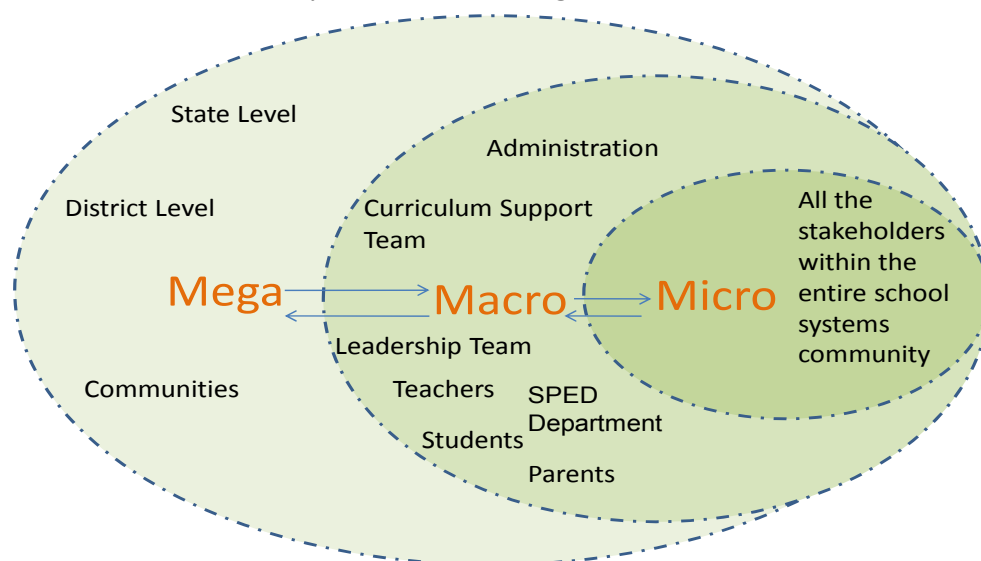 State Level
Administration
District Level
Curriculum Support
Team
All the
stakeholders
within the
entire school
systems
community
Mega
Macro
Micro
Leadership Team
Communities
Teachers
SPED
Department
Students
Parents